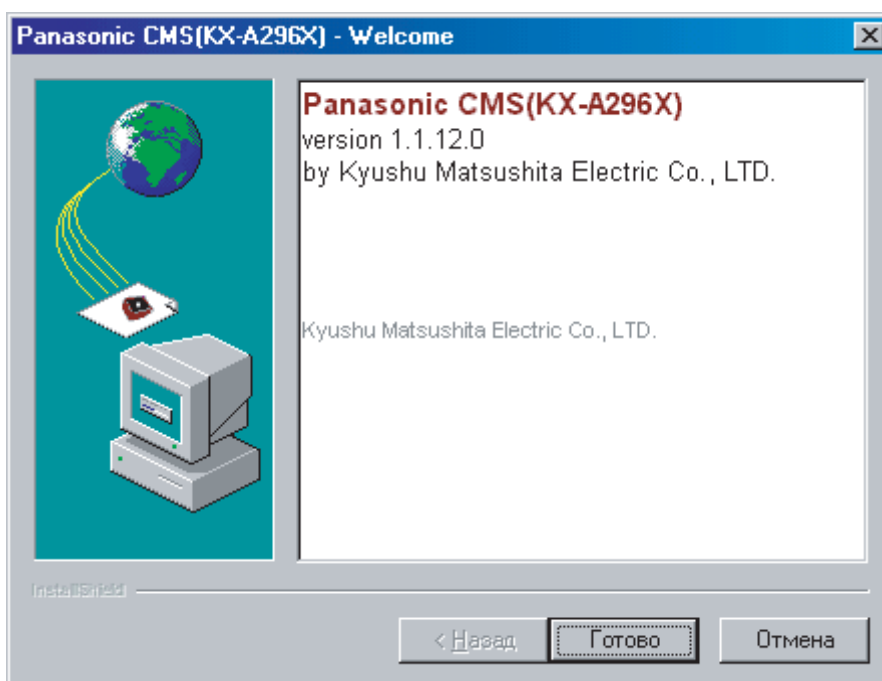 Panasonic CMS(KX-A296X) - Welcome
Panasonic CMS(KX-A296X)
version 1.1.12.0
by Kyushu Matsushita Electric Co., LTD.
Kyushu Matsushita Electric Co., LTD.
InstallShield
< Назад
Готово
Отмена